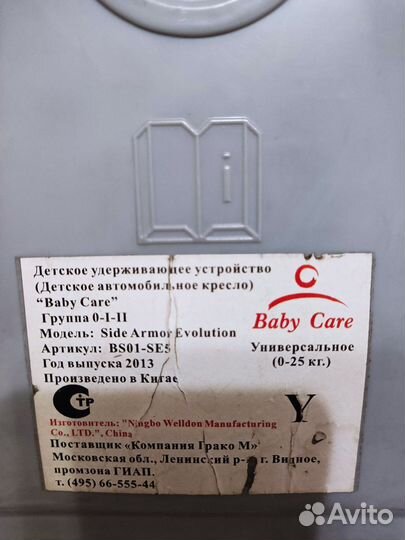 i
Детское удерживающее устройство
(Детское автомобильное кресло)
“Baby Care”
Группа 0-I-II
Модель: Side Armor Evolution
Артикул: BS01-SE5
Год выпуска 2013
Произведено в Китае
Baby Care
Универсальное
(0-25 кг.)
Изготовитель: "Ningbo Welldon Manufacturing
Co., LTD.", China
Поставщик «Компания Грако М»
Московская обл., Ленинский р-н г. Видное,
промзона ГИАП.
т. (495) 66-555-44
СТР
Y
Avito